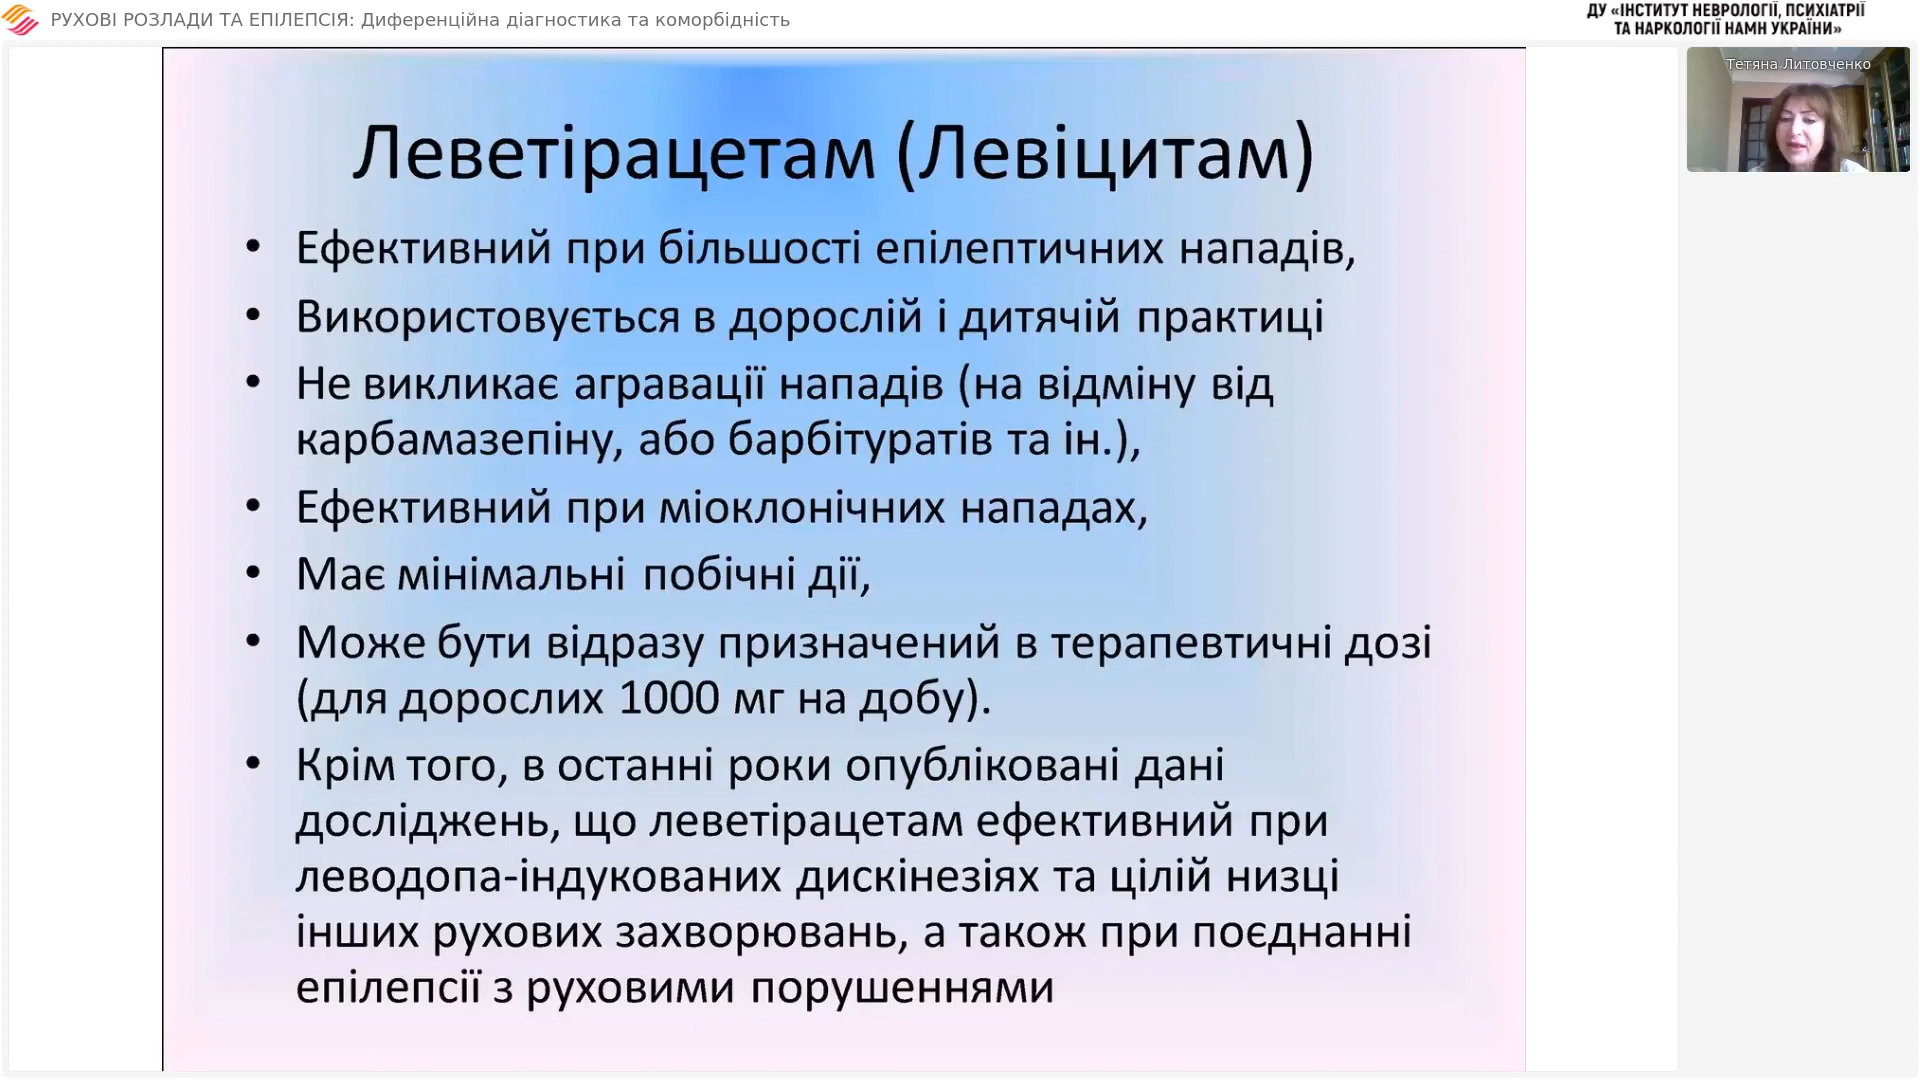 РУХОВІ РОЗЛАДИ ТА ЕПІЛЕПСІЯ: Диференційна діагностика та коморбідність
ДУ «ІНСТИТУТ НЕВРОЛОГІЇ, ПСИХІАТРІЇ
ТА НАРКОЛОГІЇ НАМН УКРАЇНИ»
Тетяна Литовченко
Леветірацетам (Левіцитам)
• Ефективний при більшості епілептичних нападів,
• Використовується в дорослій і дитячій практиці
• Не викликає агравації нападів (на відміну від
карбамазепіну, або барбітуратів та ін.),
• Ефективний при міоклонічних нападах,
• Має мінімальні побічні дії,
• Може бути відразу призначений в терапевтичні дозі
(для дорослих 1000 мг на добу).
• Крім того, в останні роки опубліковані дані
досліджень, що леветірацетам ефективний при
леводопа-індукованих дискінезіях та цілій низці
інших рухових захворювань, а також при поєднанні
епілепсії з руховими порушеннями